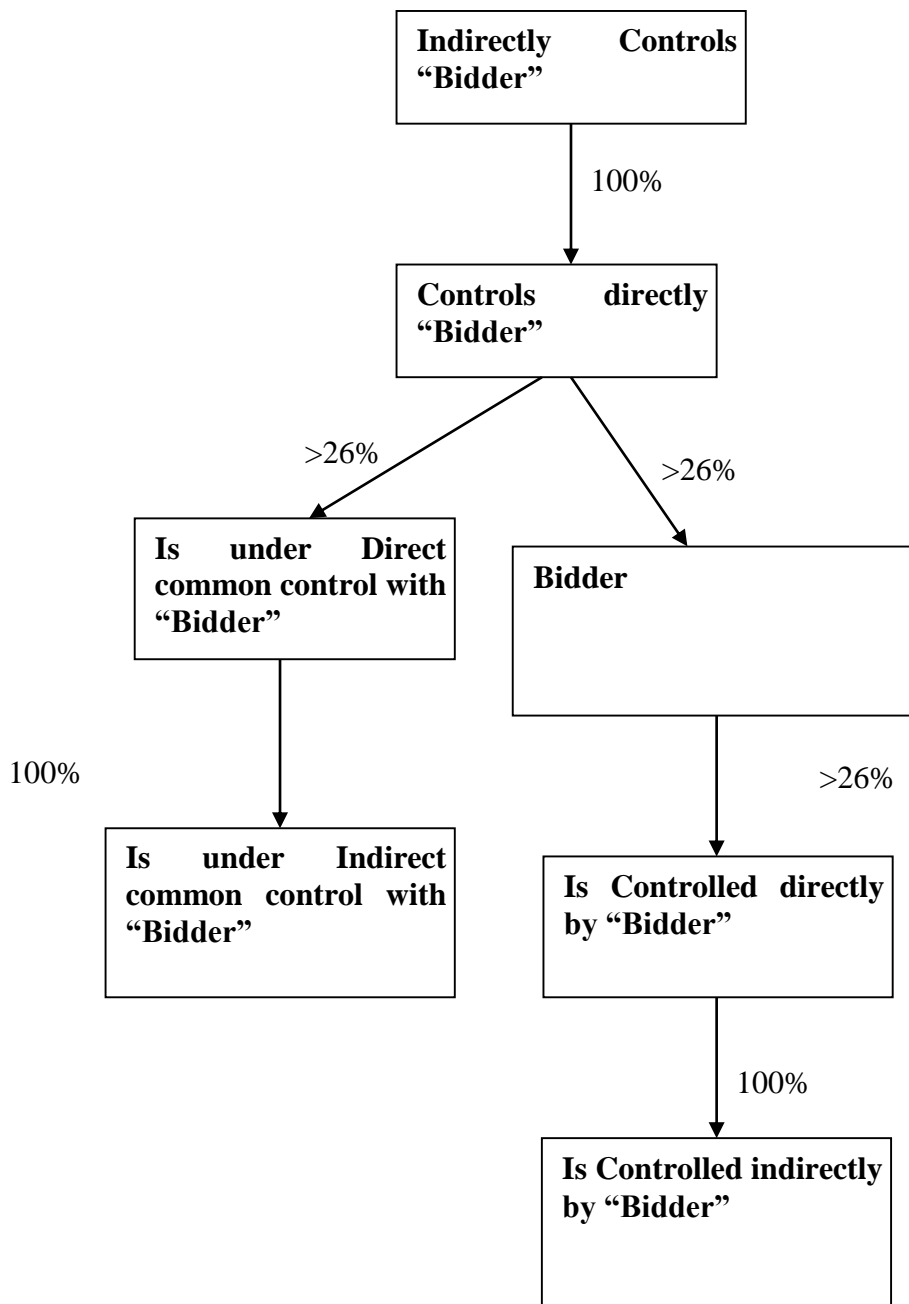 Indirectly Controls
“Bidder”
100%
Controls directly
“Bidder”
>26%
>26%
Is under Direct
common control with
“Bidder”
Bidder
100%
>26%
Is under Indirect
common control with
“Bidder”
Is Controlled directly
by “Bidder”
100%
Is Controlled indirectly
by “Bidder”